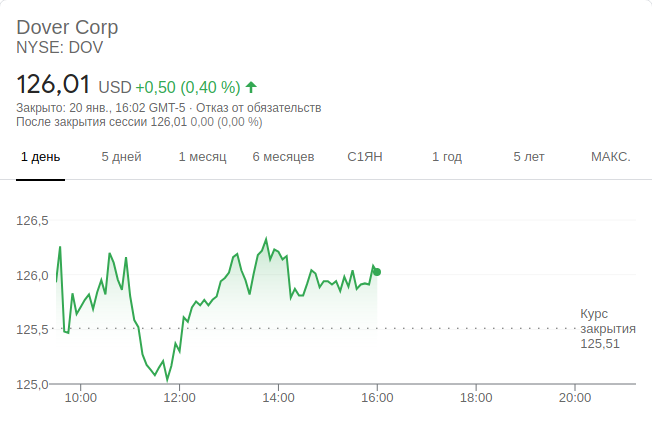 Dover Corp
NYSE: DOV
126,01 USD +0,50 (0,40 %)
Закрыто: 20 янв., 16:02 GMT-5 · Отказ от обязательств
После закрытия сессии 126,01 0,00 (0,00 %)
1 день 5 дней 1 месяц 6 месяцев С1ЯН 1 год 5 лет МАКС.
126,5
126,0
125,5
125,0
Курс
закрытия
125,51
10:00 12:00 14:00 16:00 18:00 20:00